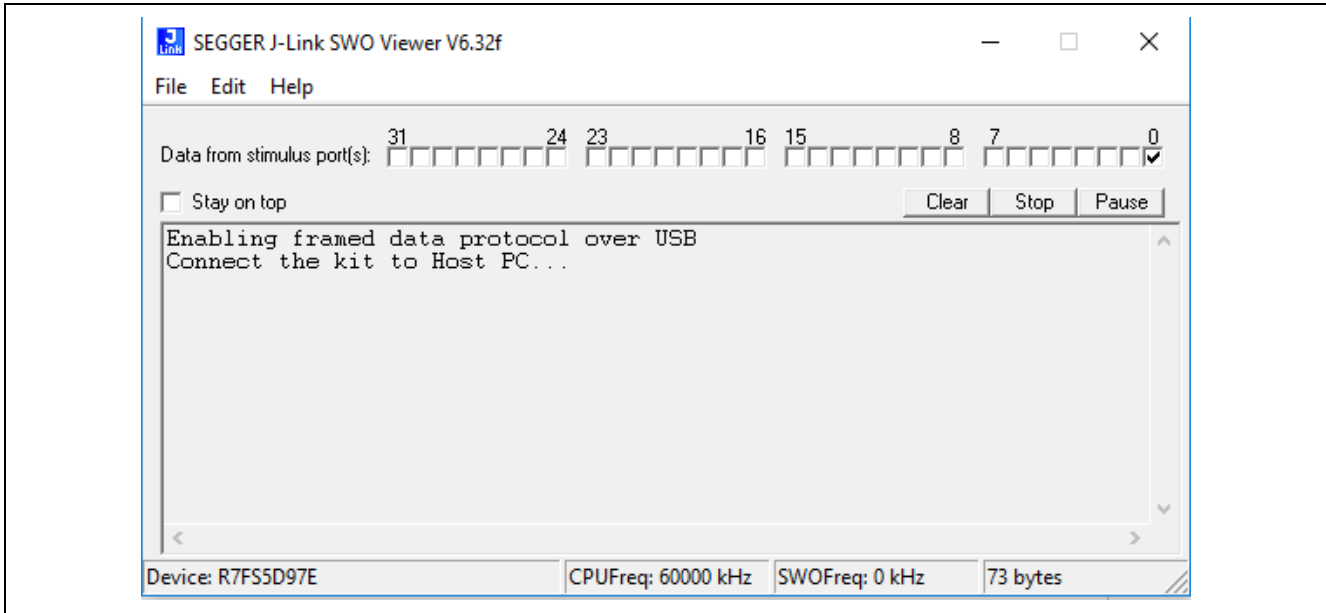 SEGGER J-Link SWO Viewer V6.32f
File Edit Help
31 24 23 16 15 8 7 0
Data from stimulus port(s):
Stay on top Clear Stop Pause
Enabling framed data protocol over USB
Connect the kit to Host PC...
Device: R7FS5D97E CPUFreq: 60000 kHz SWOFreq: 0 kHz 73 bytes